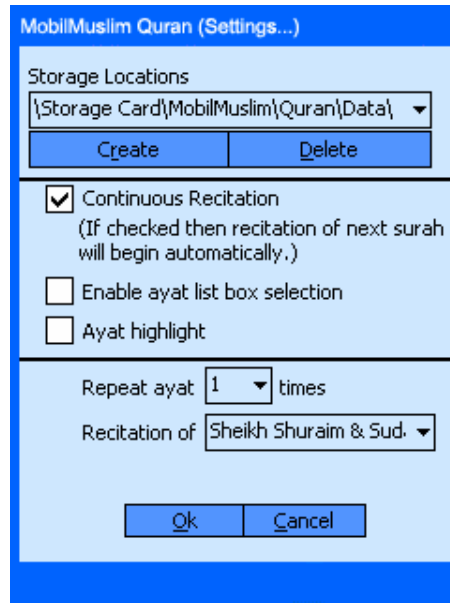 MobilMuslim Quran (Settings...)
Storage Locations
\Storage Card\MobilMuslim\Quran\Data\
Create Delete
Continuous Recitation
(If checked then recitation of next surah
will begin automatically.)
Enable ayat list box selection
Ayat highlight
Repeat ayat 1 times
Recitation of Sheikh Shuraim & Sud.
Ok Cancel